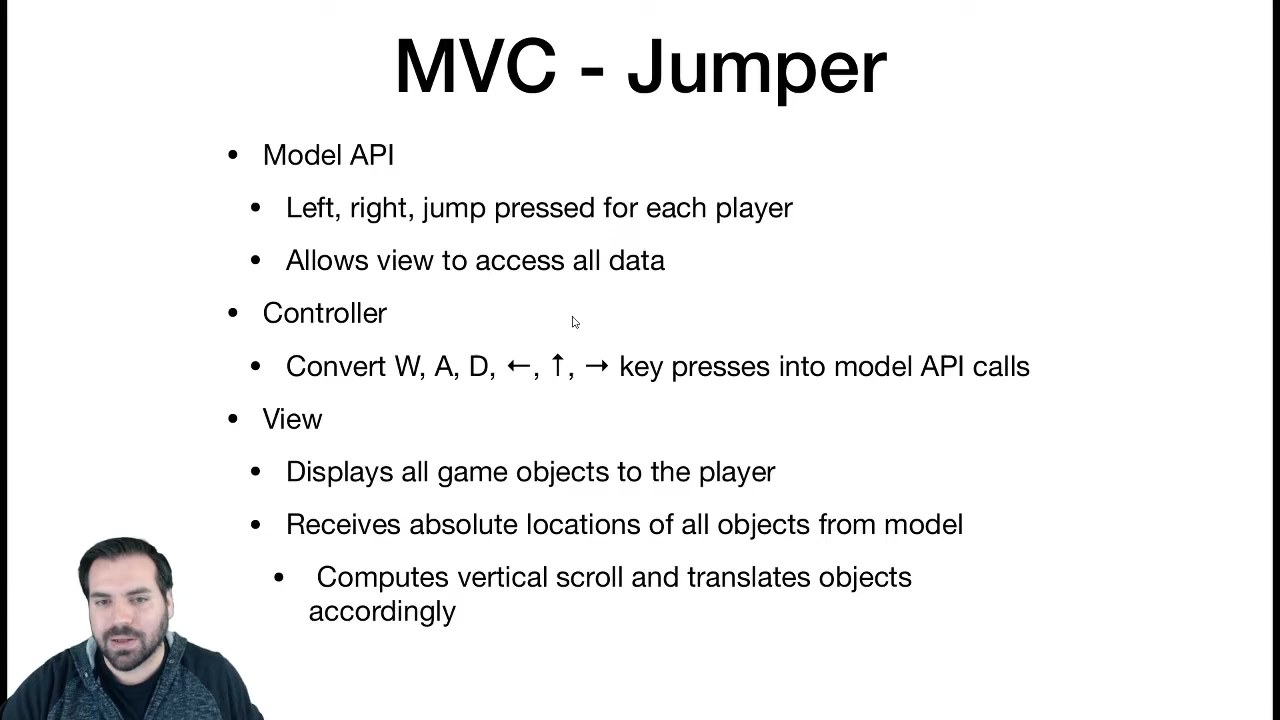 MVC - Jumper
• Model API
• Left, right, jump pressed for each player
• Allows view to access all data
• Controller
• Convert W, A, D, ←, ↑, → key presses into model API calls
• View
• Displays all game objects to the player
• Receives absolute locations of all objects from model
• Computes vertical scroll and translates objects
accordingly